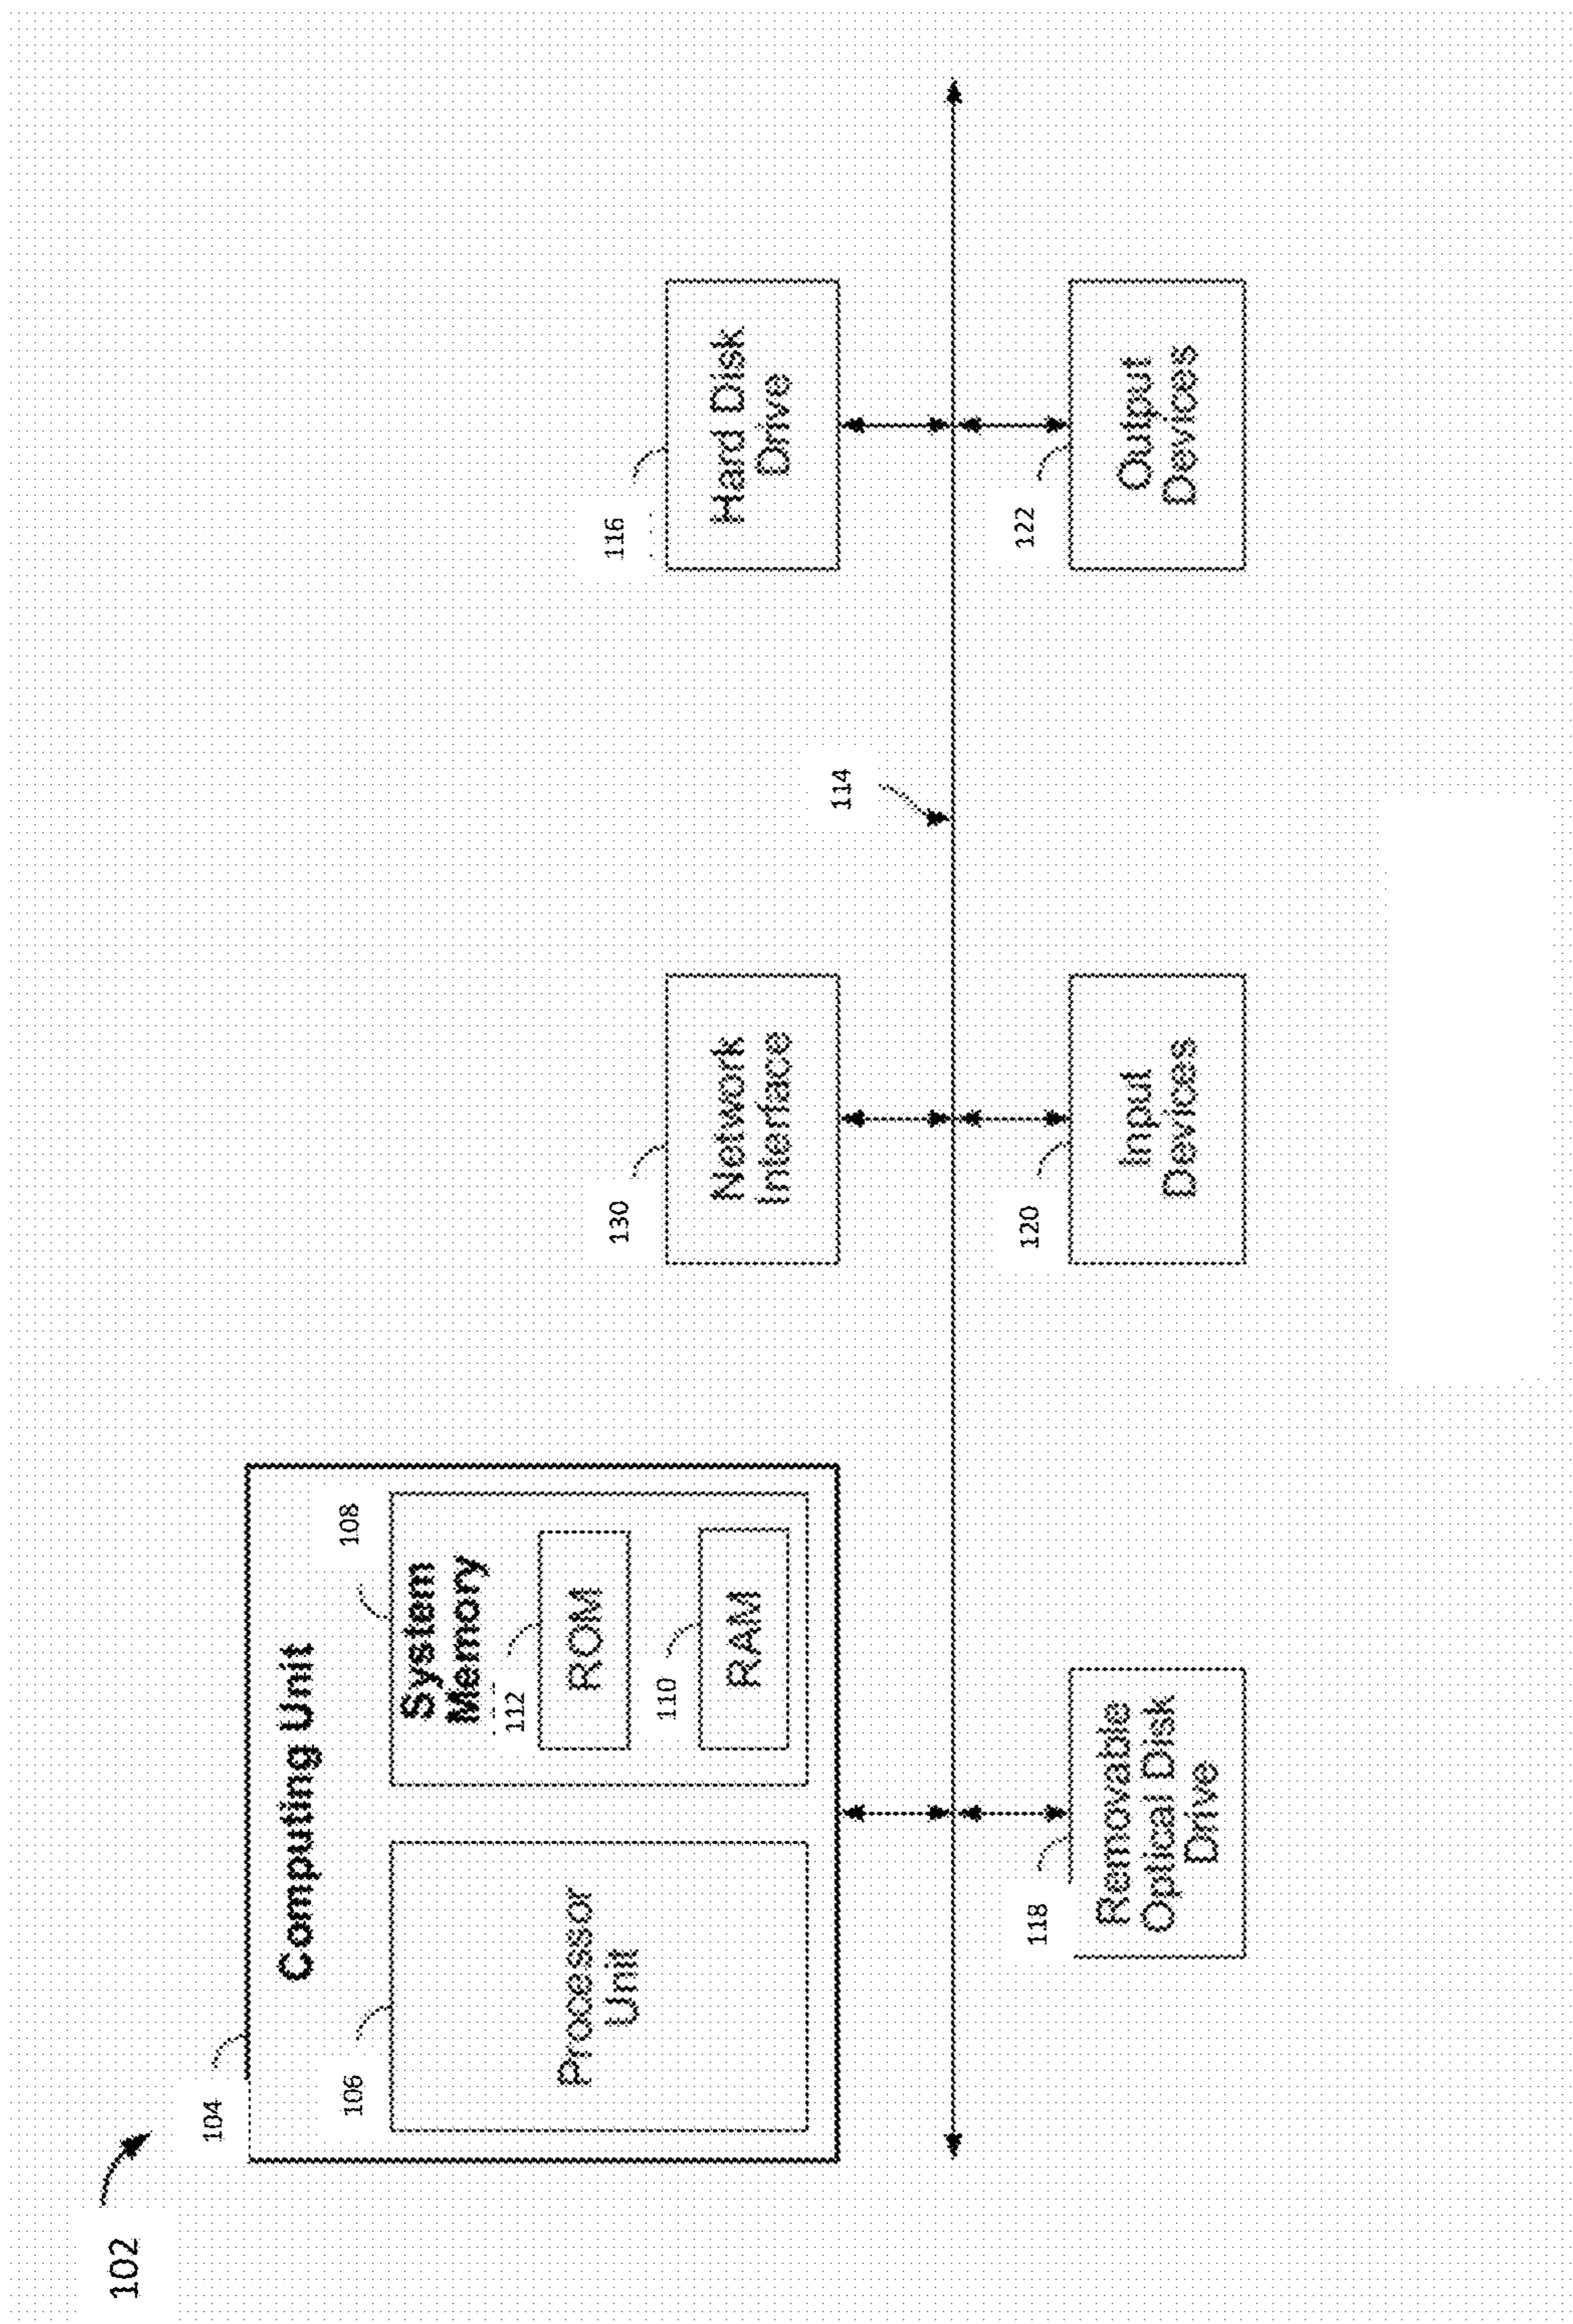 102
104
Computing Unit
106
Processor
Unit
108
System
Memory
112
ROM
110
RAM
130
Network
Interface
116
Hard Disk
Drive
114
118
Removable
Optical Disk
Drive
120
Input
Devices
122
Output
Devices